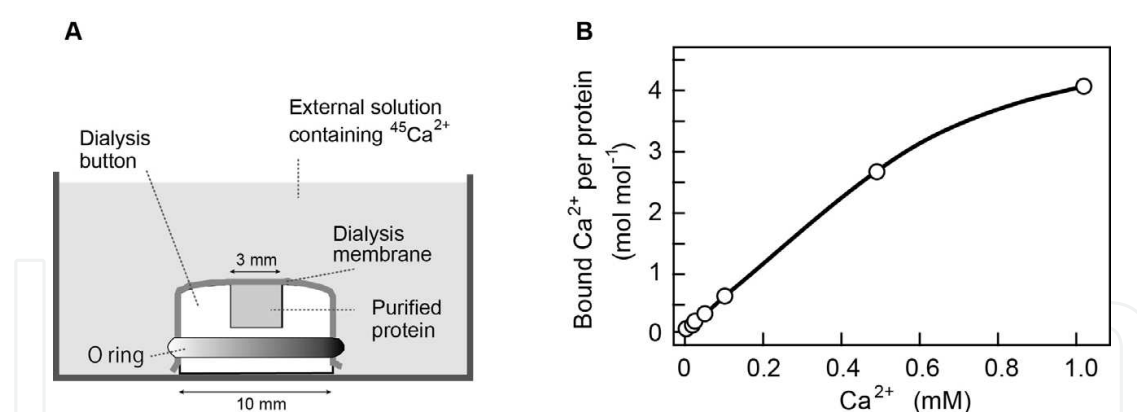 A
External solution
containing ⁴⁵Ca²⁺
Dialysis
button
Dialysis
membrane
3 mm
Purified
protein
O ring
10 mm
B
Bound Ca²⁺ per protein
(mol mol⁻¹)
4
3
2
1
0
0 0.2 0.4 0.6 0.8 1.0
Ca²⁺ (mM)